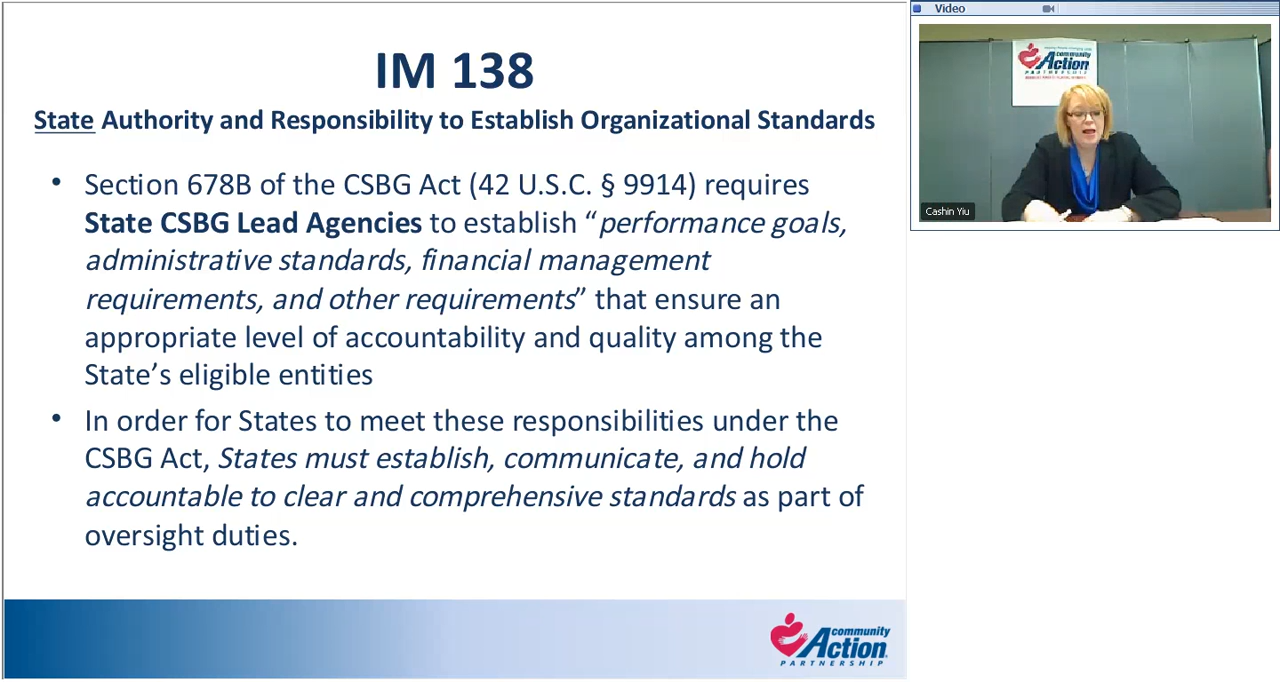 IM 138
State Authority and Responsibility to Establish Organizational Standards
• Section 678B of the CSBG Act (42 U.S.C. § 9914) requires
State CSBG Lead Agencies to establish “performance goals,
administrative standards, financial management
requirements, and other requirements” that ensure an
appropriate level of accountability and quality among the
State’s eligible entities
• In order for States to meet these responsibilities under the
CSBG Act, States must establish, communicate, and hold
accountable to clear and comprehensive standards as part of
oversight duties.
community
Action
PARTNERSHIP
Video
community
Action
PARTNERSHIP
Cashin Yiu